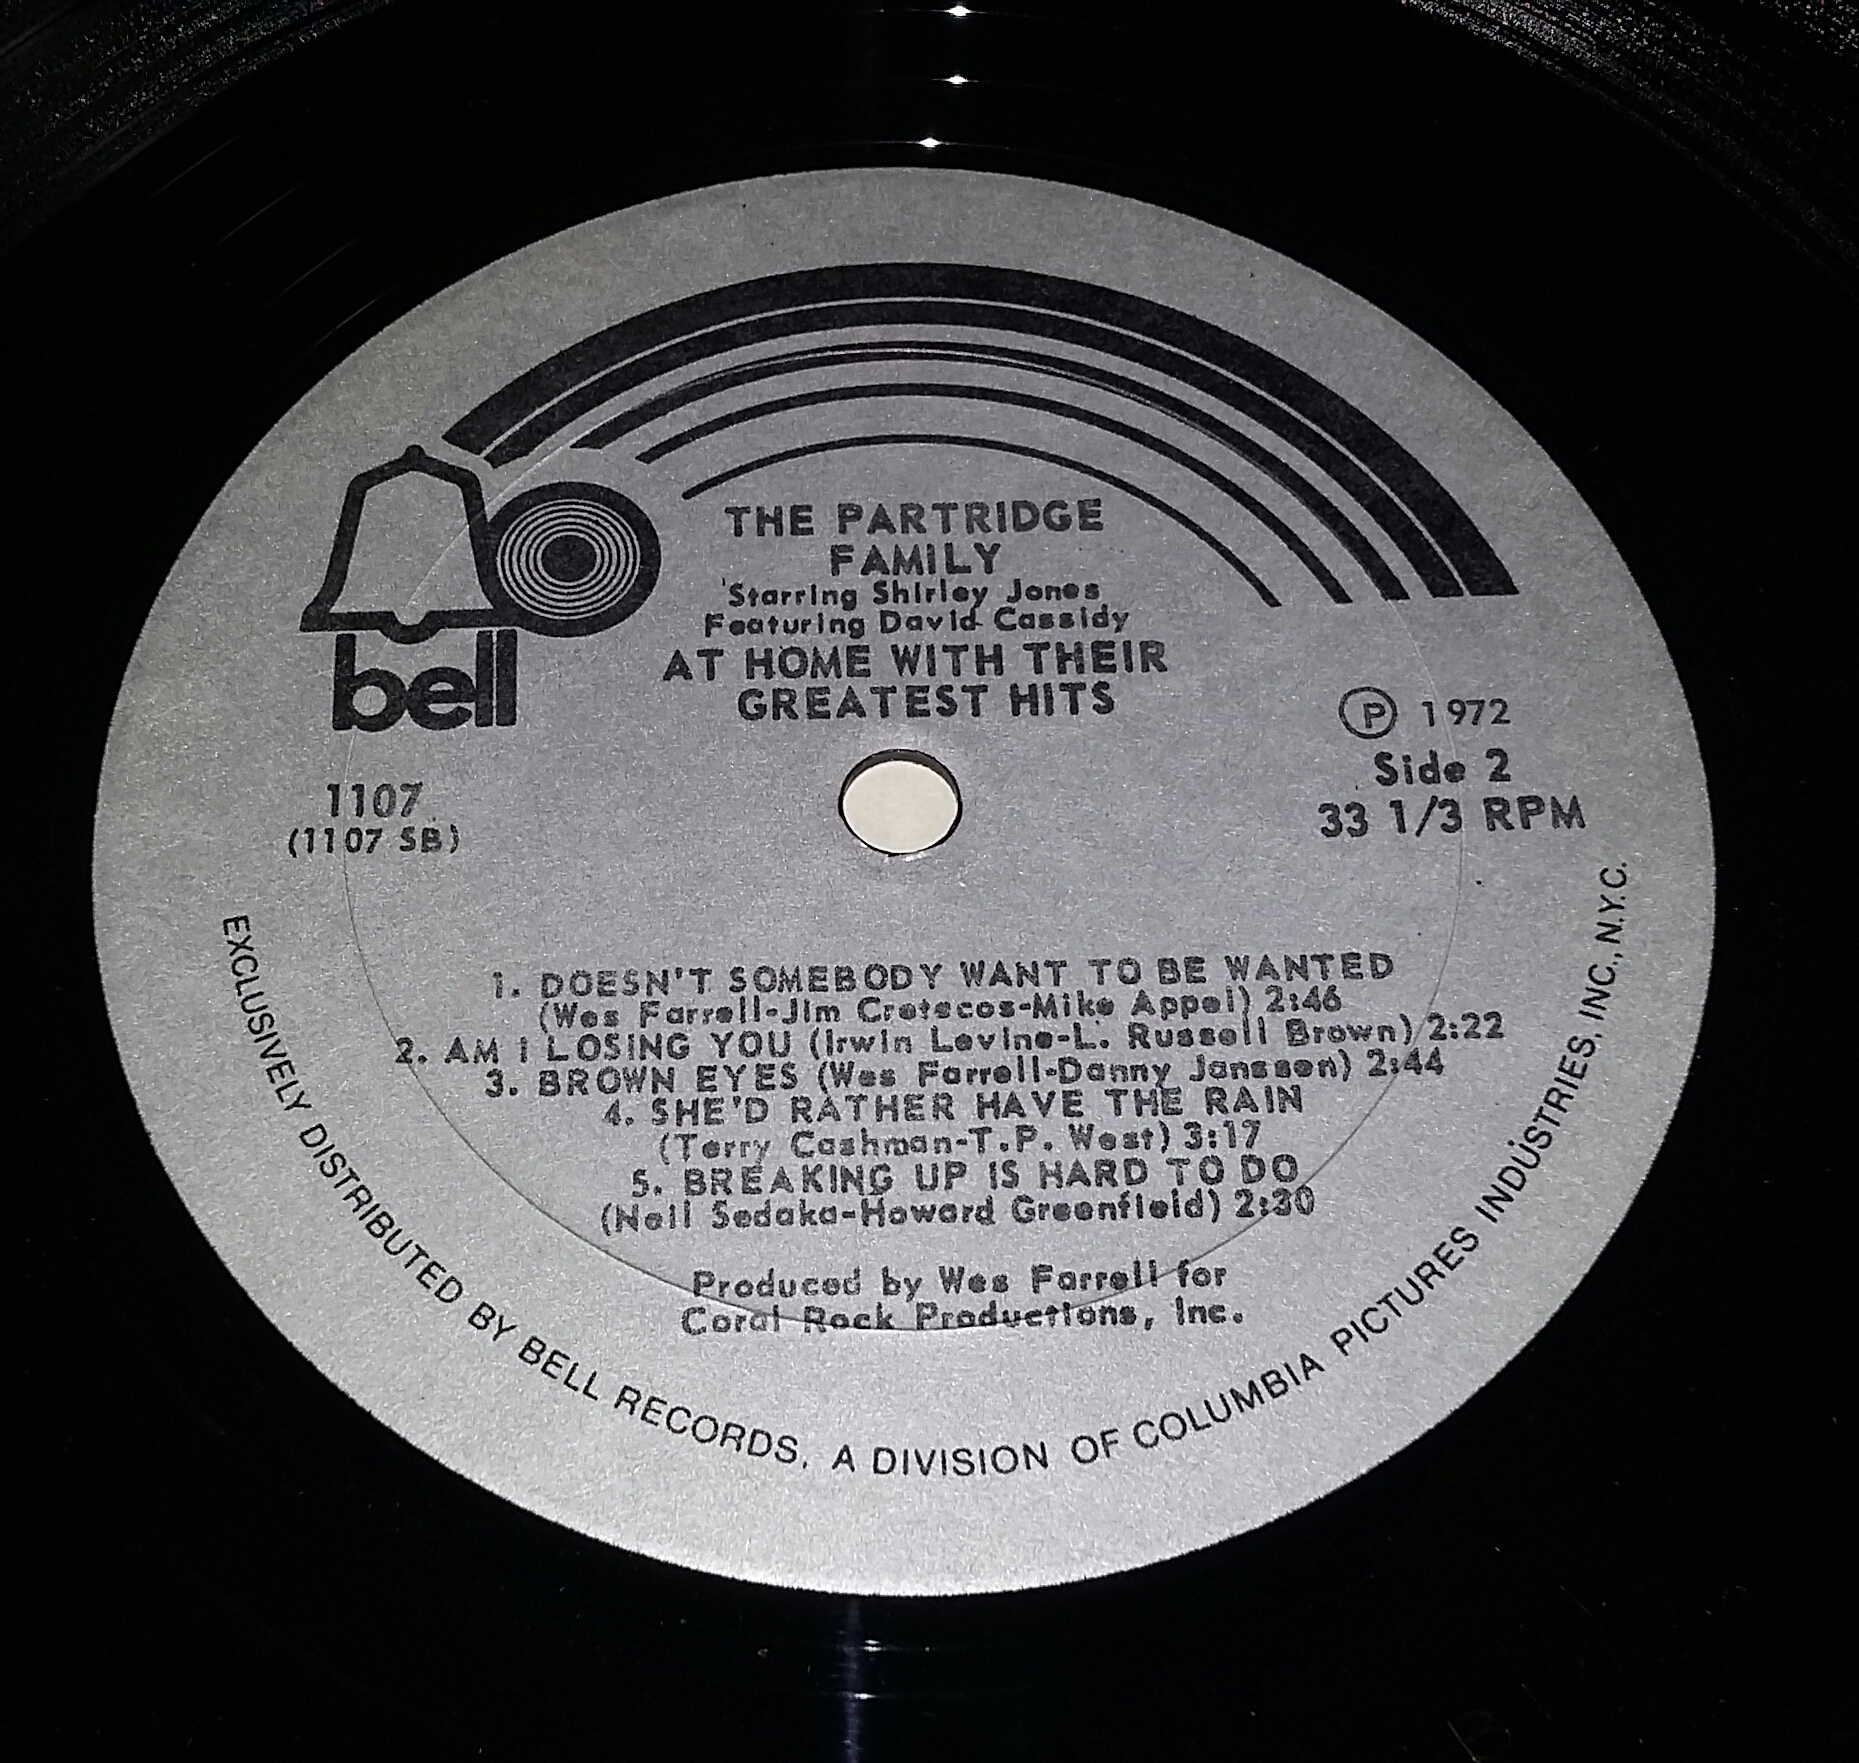 THE PARTRIDGE
FAMILY
Starring Shirley Jones
Featuring David Cassidy
AT HOME WITH THEIR
GREATEST HITS
bell
Ⓟ 1972
Side 2
33 1/3 RPM
1107
(1107 SB)
1. DOESN'T SOMEBODY WANT TO BE WANTED
(Wes Farrell-Jim Cretecos-Mike Appel) 2:46
2. AM I LOSING YOU (Irwin Levine-L. Russell Brown) 2:22
3. BROWN EYES (Wes Farrell-Danny Janssen) 2:44
4. SHE'D RATHER HAVE THE RAIN
(Terry Cashman-T.P. West) 3:17
5. BREAKING UP IS HARD TO DO
(Neil Sedaka-Howard Greenfield) 2:30
Produced by Wes Farrell for
Coral Rock Productions, Inc.
EXCLUSIVELY DISTRIBUTED BY BELL RECORDS, A DIVISION OF COLUMBIA PICTURES INDUSTRIES, INC., N.Y.C.